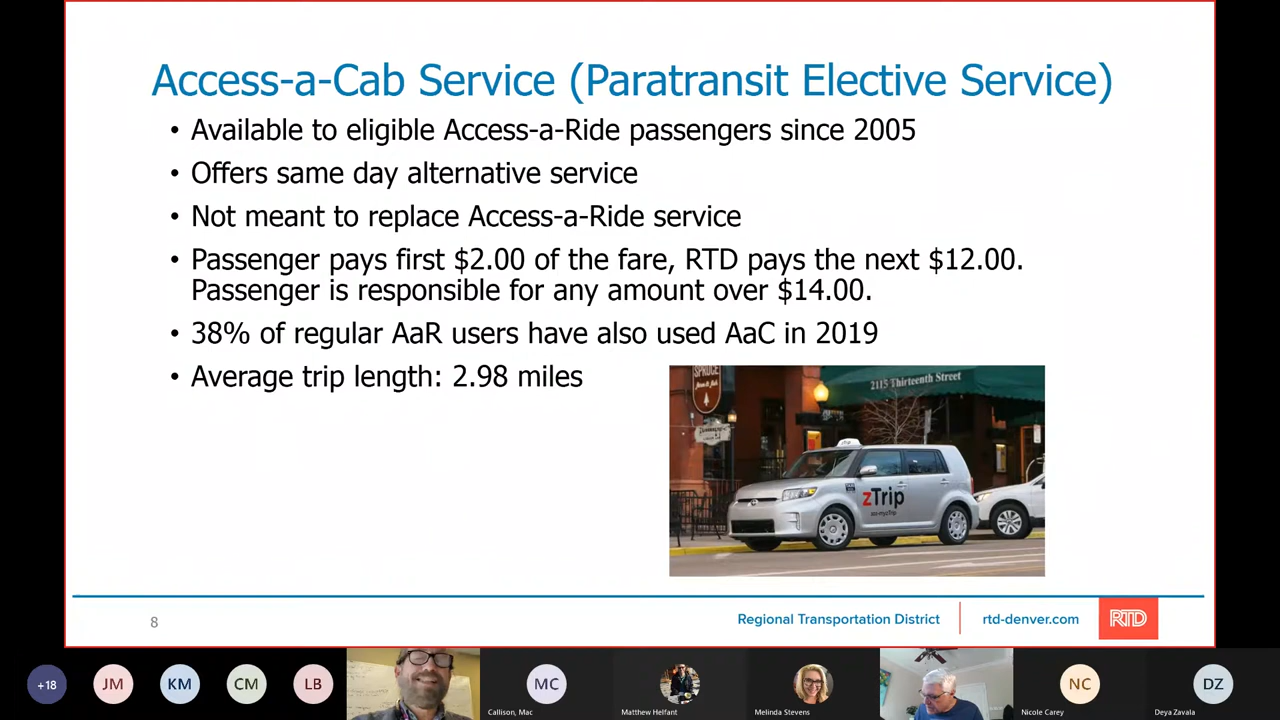 Access-a-Cab Service (Paratransit Elective Service)
• Available to eligible Access-a-Ride passengers since 2005
• Offers same day alternative service
• Not meant to replace Access-a-Ride service
• Passenger pays first $2.00 of the fare, RTD pays the next $12.00.
Passenger is responsible for any amount over $14.00.
• 38% of regular AaR users have also used AaC in 2019
• Average trip length: 2.98 miles
SPRUCE
2115 Thirteenth Street
zTrip
8
Regional Transportation District
rtd-denver.com
RTD
+18
JM
KM
CM
LB
MC
NC
DZ
Callison, Mac
Matthew Helfant
Melinda Stevens
Nicole Carey
Deya Zavala